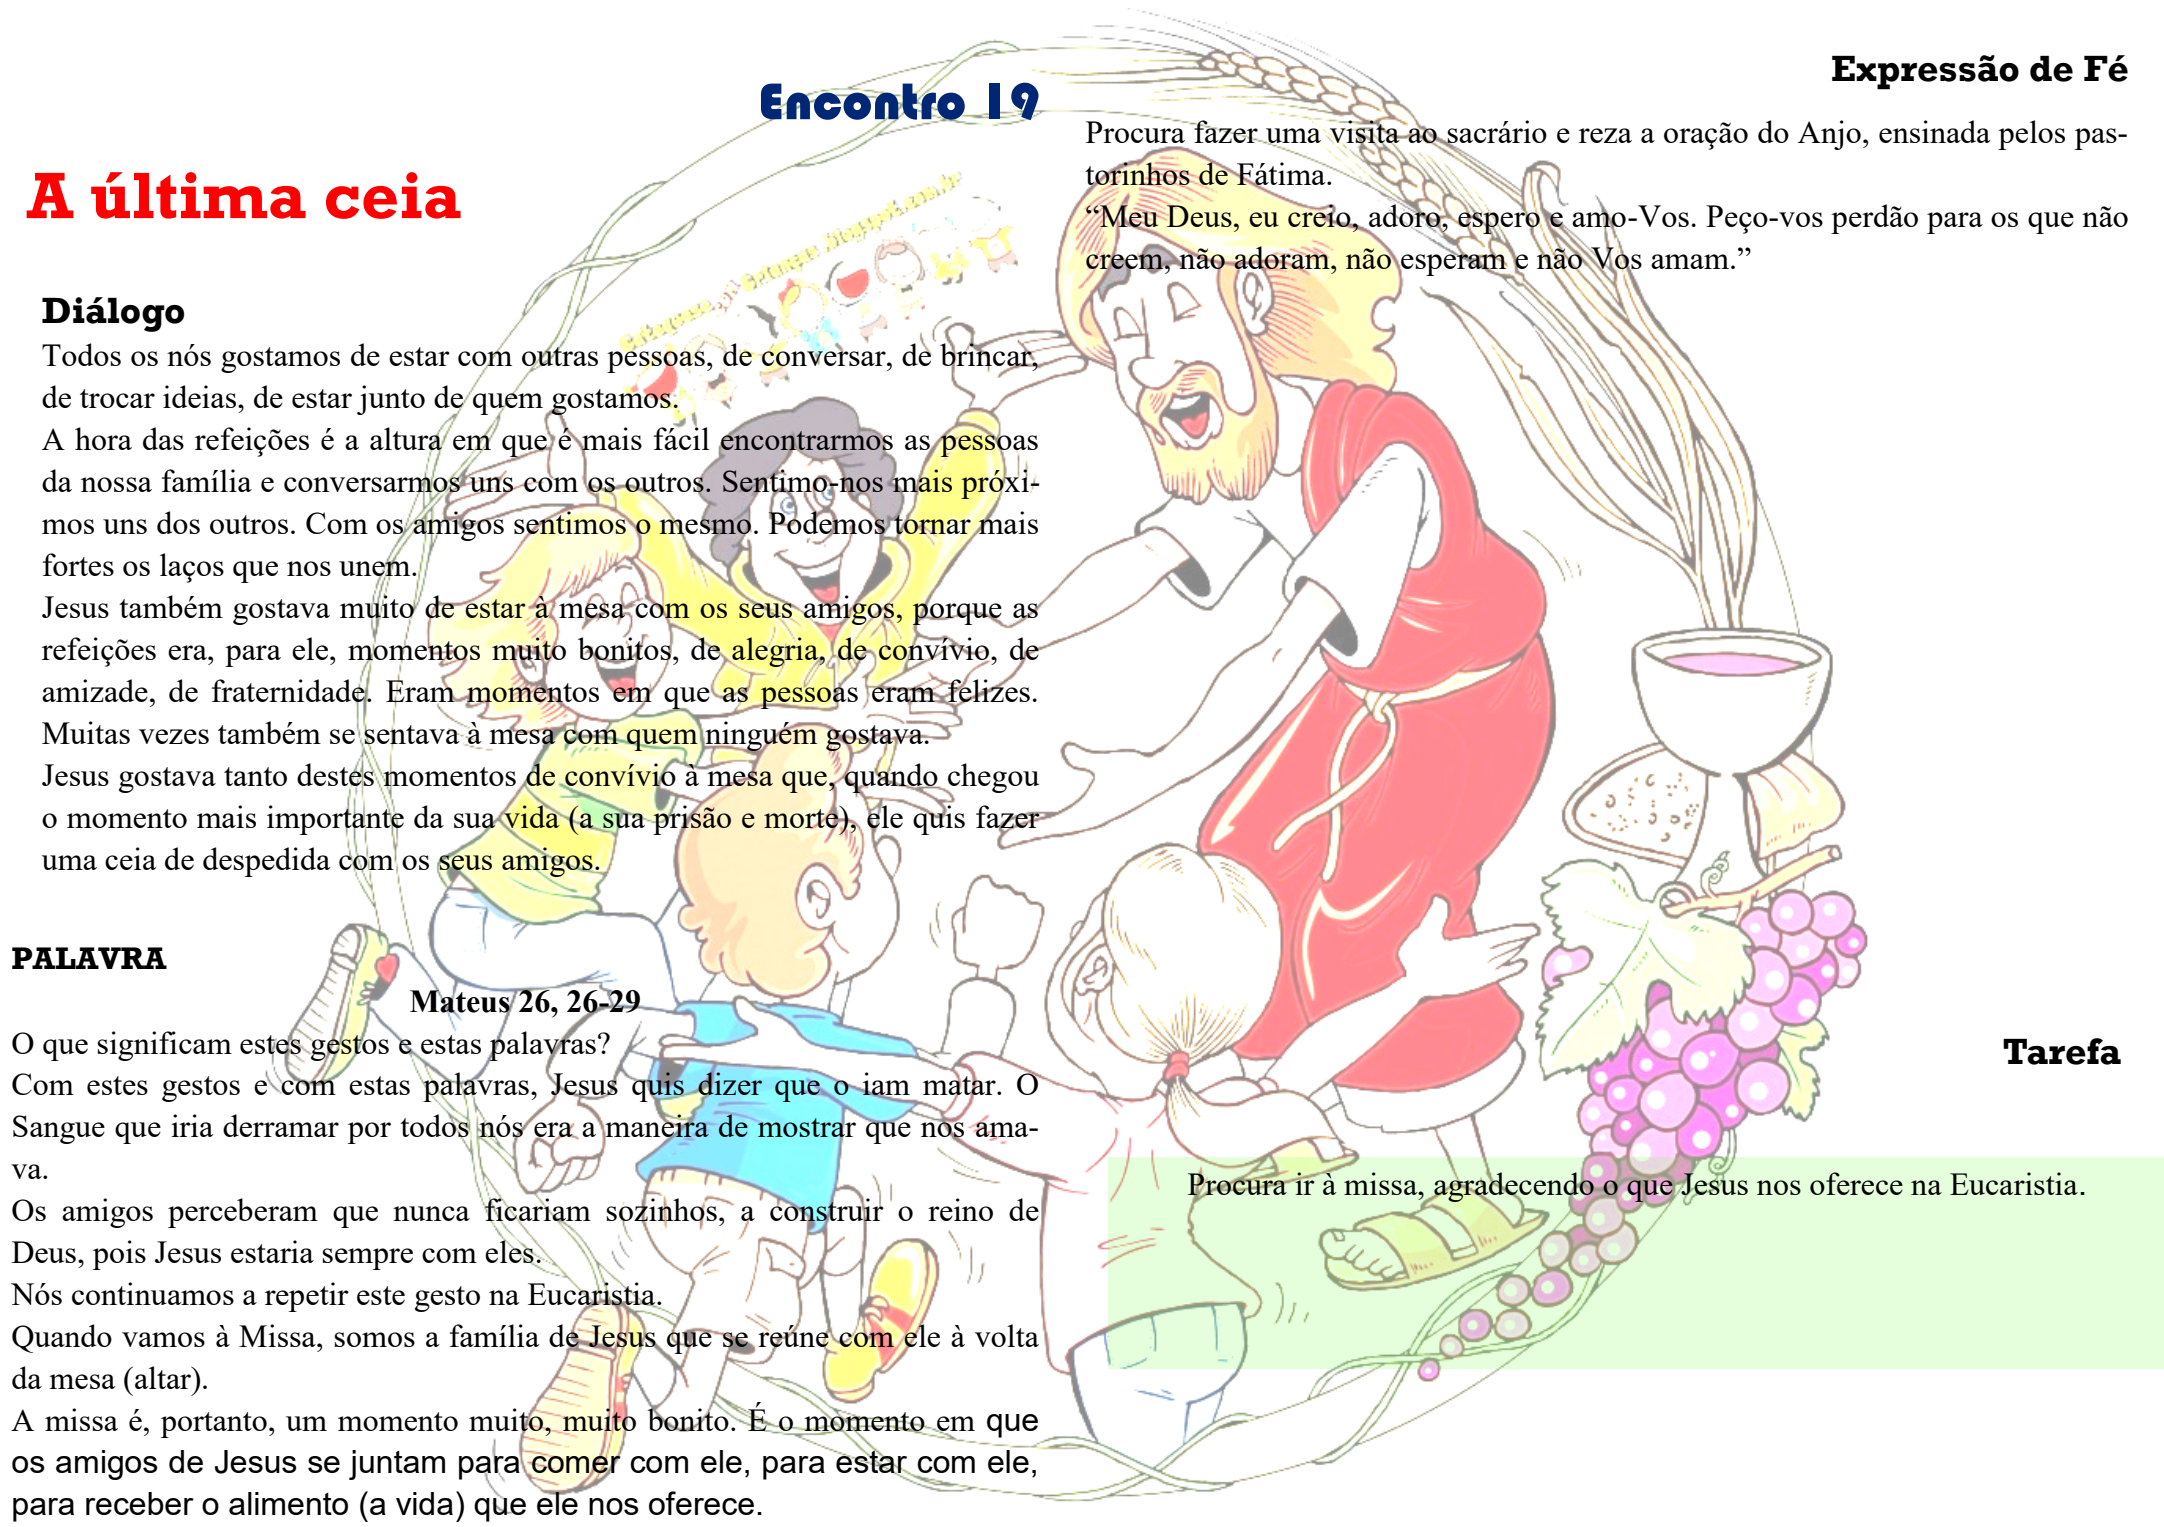 Encontro 19
A última ceia
Diálogo
Todos os nós gostamos de estar com outras pessoas, de conversar, de brincar,
de trocar ideias, de estar junto de quem gostamos.
A hora das refeições é a altura em que é mais fácil encontrarmos as pessoas
da nossa família e conversarmos uns com os outros. Sentimo-nos mais próxi-
mos uns dos outros. Com os amigos sentimos o mesmo. Podemos tornar mais
fortes os laços que nos unem.
Jesus também gostava muito de estar à mesa com os seus amigos, porque as
refeições era, para ele, momentos muito bonitos, de alegria, de convívio, de
amizade, de fraternidade. Eram momentos em que as pessoas eram felizes.
Muitas vezes também se sentava à mesa com quem ninguém gostava.
Jesus gostava tanto destes momentos de convívio à mesa que, quando chegou
o momento mais importante da sua vida (a sua prisão e morte), ele quis fazer
uma ceia de despedida com os seus amigos.
PALAVRA
Mateus 26, 26-29
O que significam estes gestos e estas palavras?
Com estes gestos e com estas palavras, Jesus quis dizer que o iam matar. O
Sangue que iria derramar por todos nós era a maneira de mostrar que nos ama-
va.
Os amigos perceberam que nunca ficariam sozinhos, a construir o reino de
Deus, pois Jesus estaria sempre com eles.
Nós continuamos a repetir este gesto na Eucaristia.
Quando vamos à Missa, somos a família de Jesus que se reúne com ele à volta
da mesa (altar).
A missa é, portanto, um momento muito, muito bonito. É o momento em que
os amigos de Jesus se juntam para comer com ele, para estar com ele,
para receber o alimento (a vida) que ele nos oferece.
Expressão de Fé
Procura fazer uma visita ao sacrário e reza a oração do Anjo, ensinada pelos pas-
torinhos de Fátima.
“Meu Deus, eu creio, adoro, espero e amo-Vos. Peço-vos perdão para os que não
creem, não adoram, não esperam e não Vos amam.”
Tarefa
Procura ir à missa, agradecendo o que Jesus nos oferece na Eucaristia.